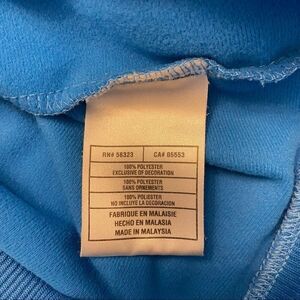 RN# 56323 CA# 05553
100% POLYESTER
EXCLUSIVE OF DECORATION
100% POLYESTER
SANS ORNEMENTS
100% POLIESTER
NO INCLUYE LA DECORACION
FABRIQUE EN MALAISIE
HECHO EN MALASIA
MADE IN MALAYSIA